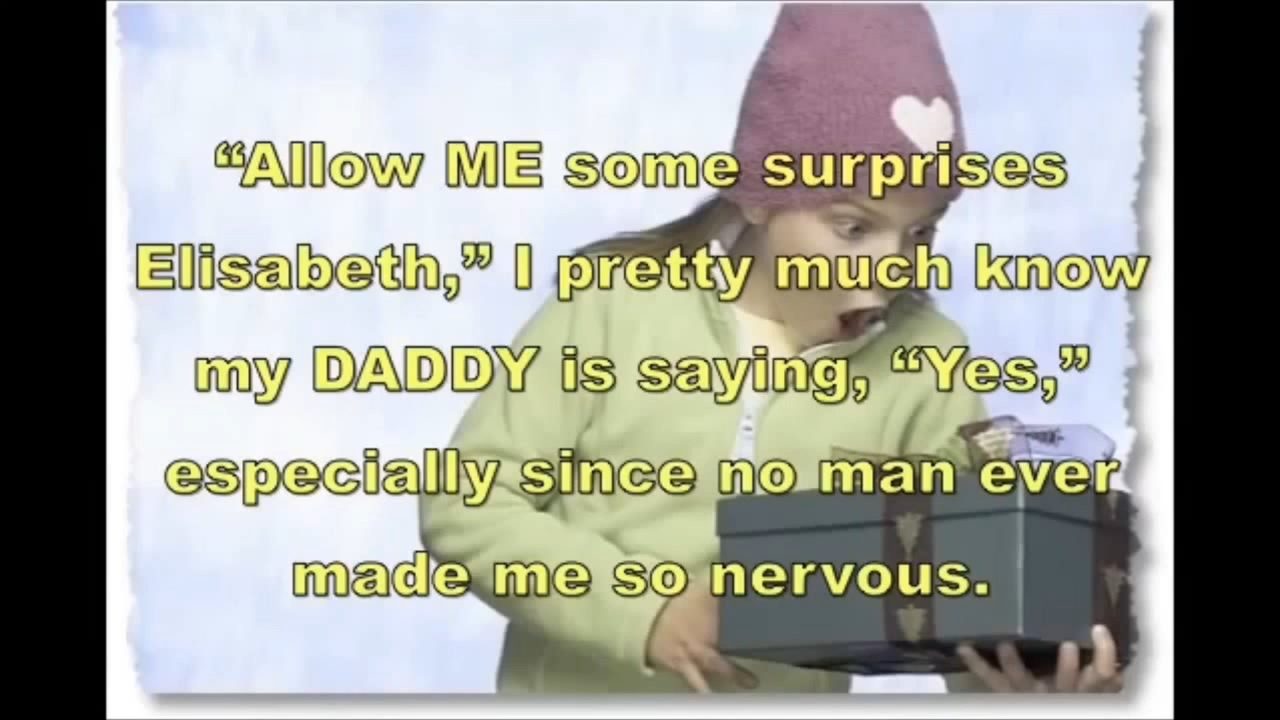 “Allow ME some surprises
Elisabeth,” I pretty much know
my DADDY is saying, “Yes,”
especially since no man ever
made me so nervous.